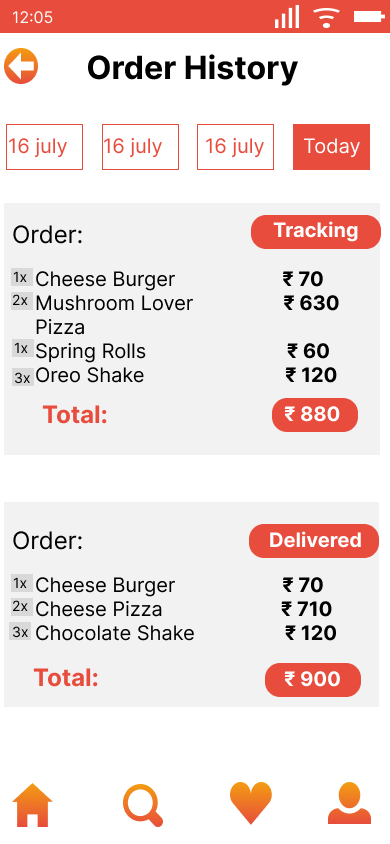 12:05
Order History
16 july 16 july 16 july Today
Order: Tracking
1x Cheese Burger ₹ 70
2x Mushroom Lover ₹ 630
Pizza
1x Spring Rolls ₹ 60
3x Oreo Shake ₹ 120
Total: ₹ 880
Order: Delivered
1x Cheese Burger ₹ 70
2x Cheese Pizza ₹ 710
3x Chocolate Shake ₹ 120
Total: ₹ 900